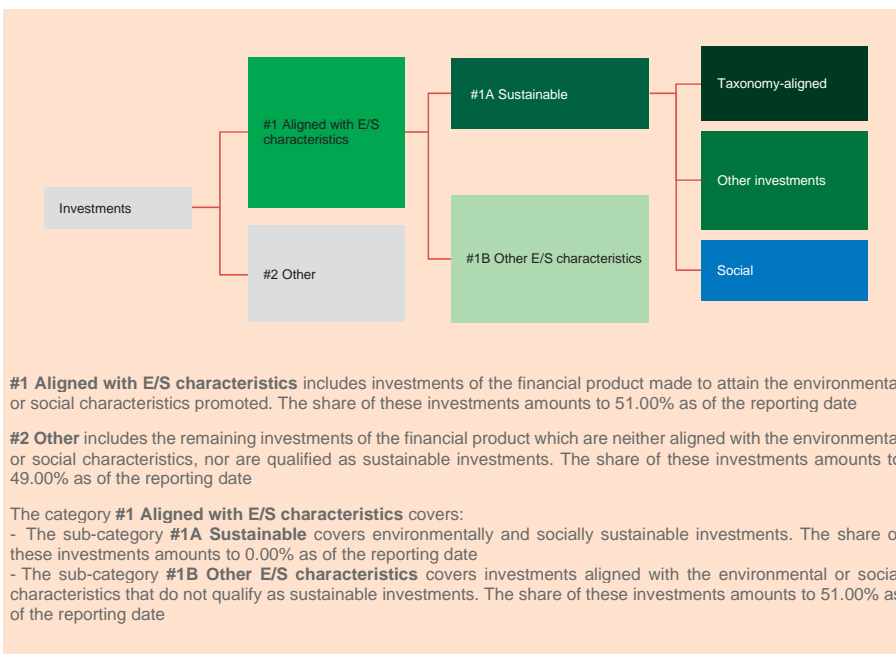 Taxonomy-aligned
#1A Sustainable
#1 Aligned with E/S
characteristics
Other investments
Investments
#1B Other E/S characteristics
#2 Other
Social
#1 Aligned with E/S characteristics includes investments of the financial product made to attain the environmenta
or social characteristics promoted. The share of these investments amounts to 51.00% as of the reporting date
#2 Other includes the remaining investments of the financial product which are neither aligned with the environmenta
or social characteristics, nor are qualified as sustainable investments. The share of these investments amounts to
49.00% as of the reporting date
The category #1 Aligned with E/S characteristics covers:
- The sub-category #1A Sustainable covers environmentally and socially sustainable investments. The share o
these investments amounts to 0.00% as of the reporting date
- The sub-category #1B Other E/S characteristics covers investments aligned with the environmental or socia
characteristics that do not qualify as sustainable investments. The share of these investments amounts to 51.00% as
of the reporting date